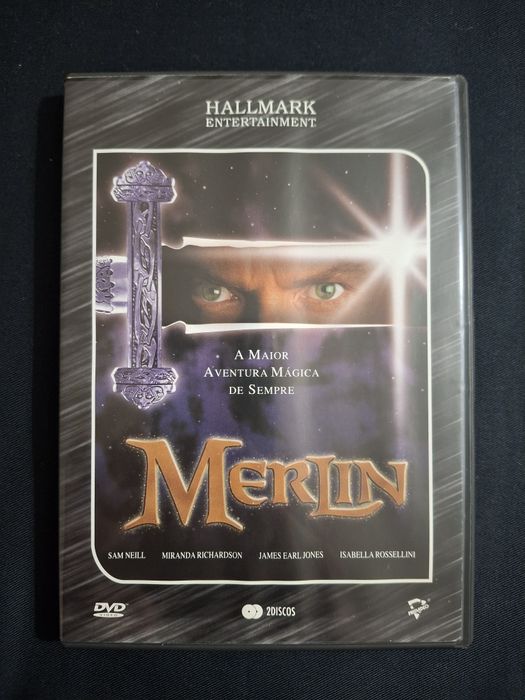 HALLMARK
ENTERTAINMENT
A MAIOR
AVENTURA MÁGICA
DE SEMPRE
MERLIN
SAM NEILL MIRANDA RICHARDSON JAMES EARL JONES ISABELLA ROSSELLINI
DVD
VIDEO
2DISCOS